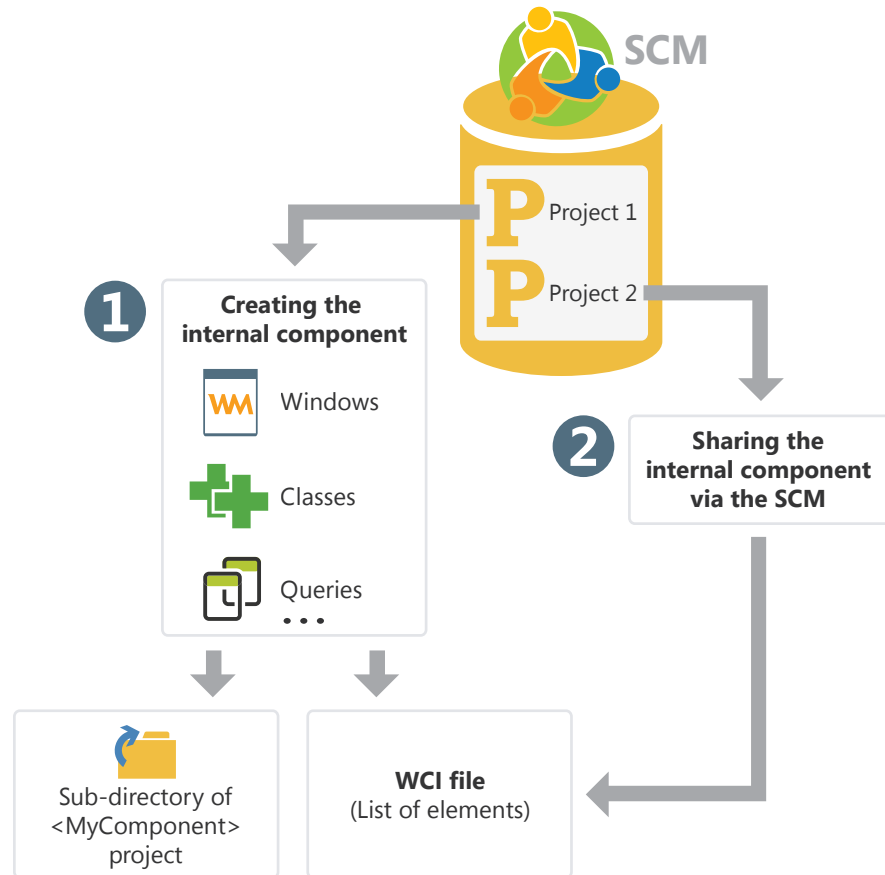 SCM
P Project 1
P Project 2
1
Creating the
internal component
WM
Windows
Classes
Queries
...
2
Sharing the
internal component
via the SCM
Sub-directory of
<MyComponent>
project
WCI file
(List of elements)